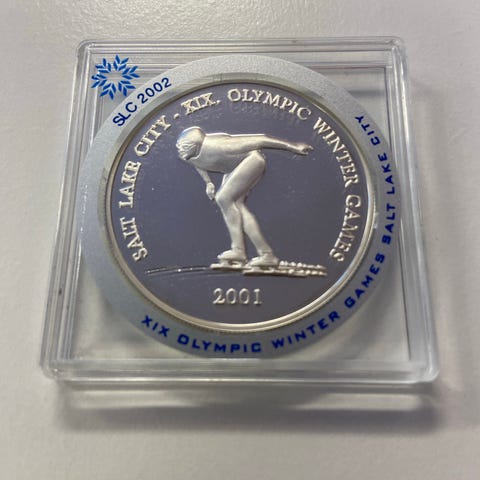 SLC 2002
SALT LAKE CITY - XIX. OLYMPIC WINTER GAMES
2001
XIX OLYMPIC WINTER GAMES SALT LAKE CITY